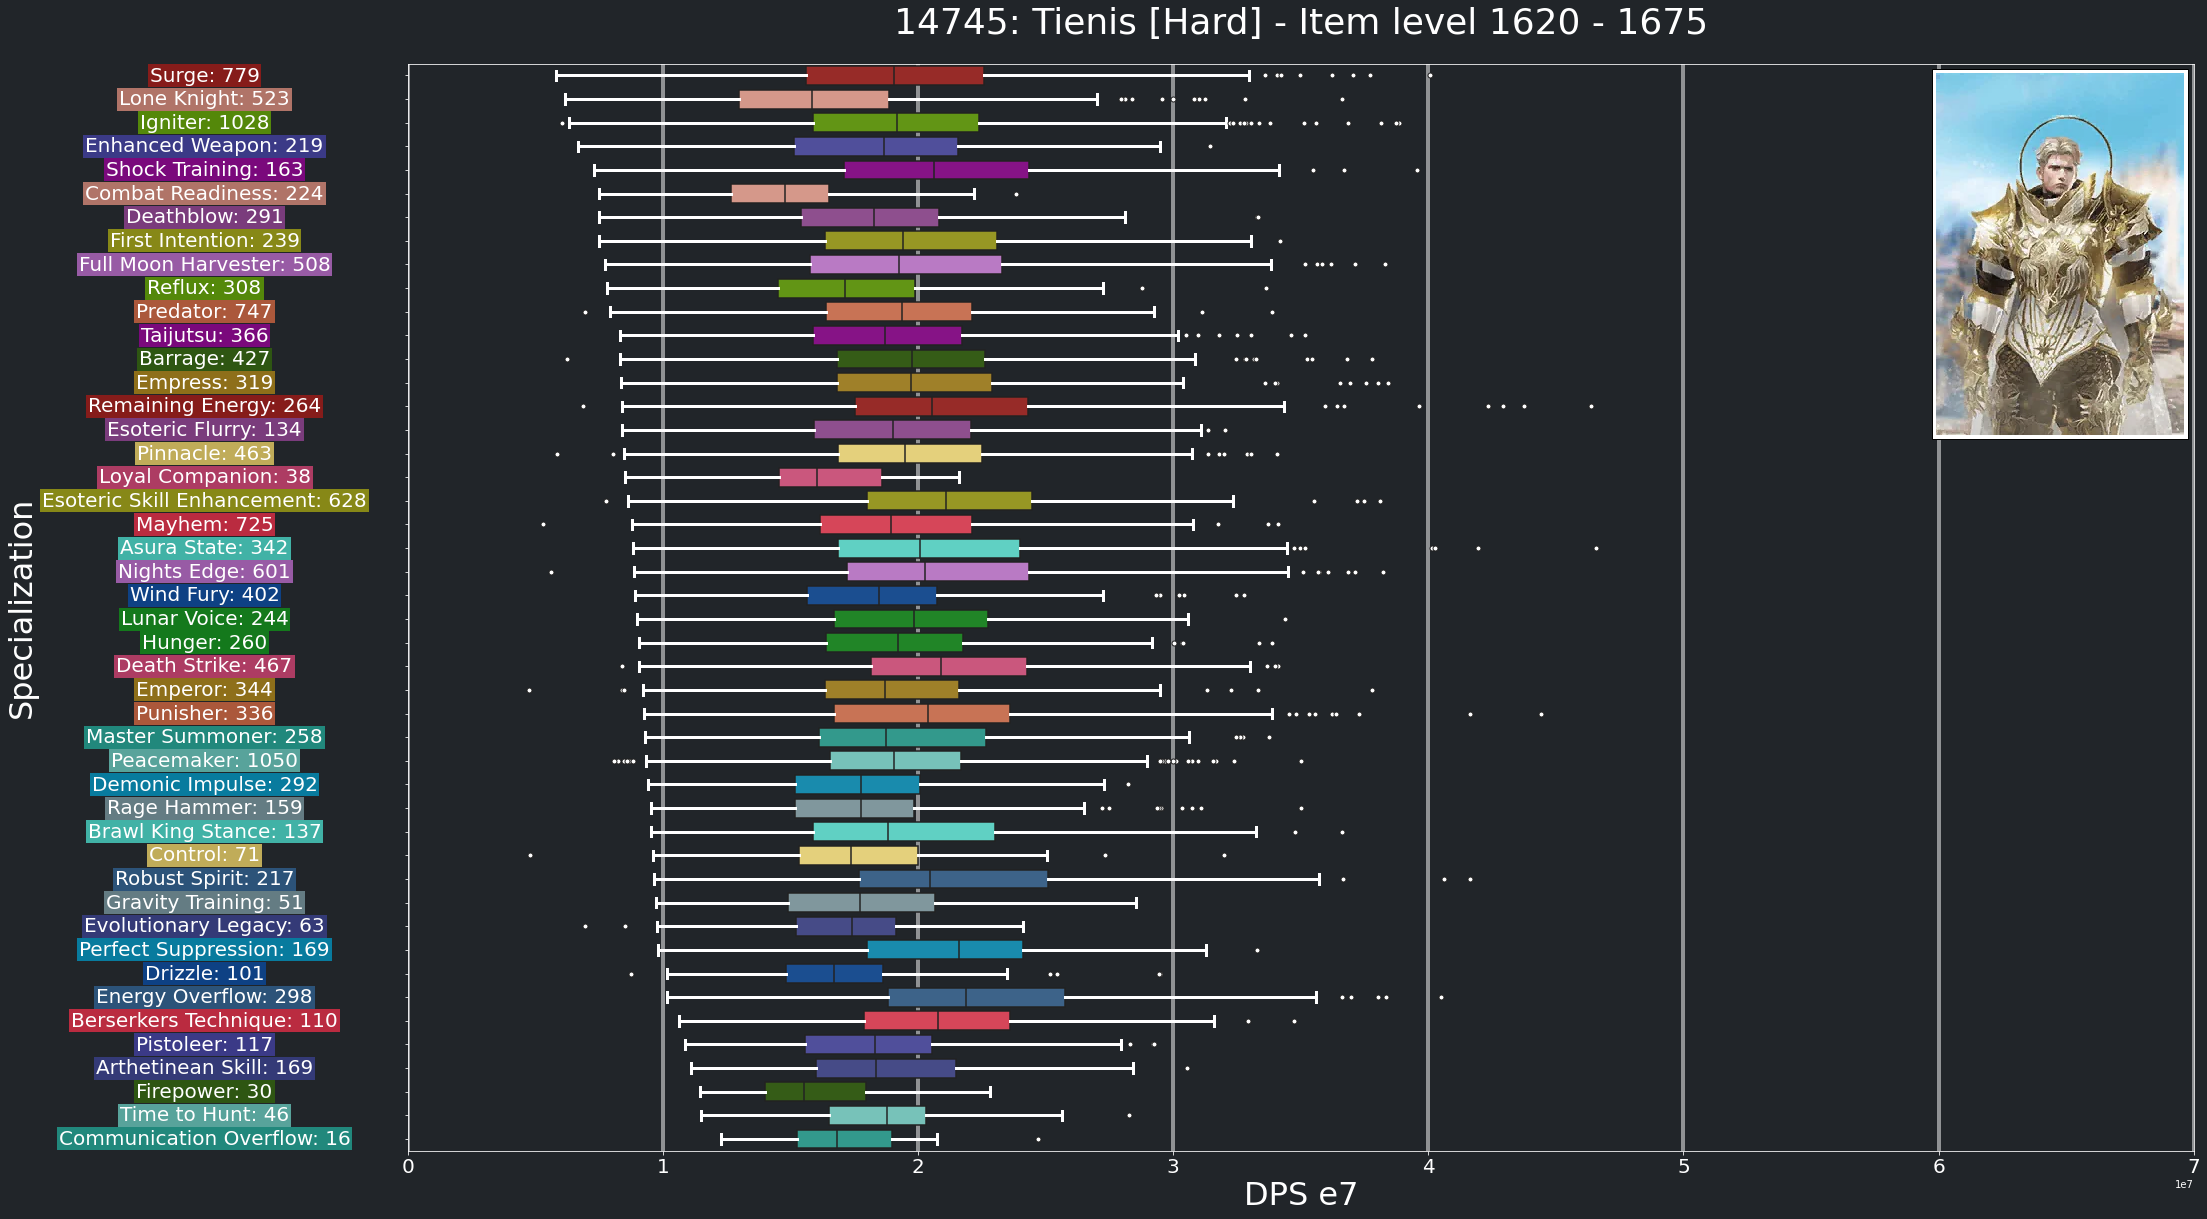 14745: Tienis [Hard] - Item level 1620 - 1675
Specialization
Surge: 779
Lone Knight: 523
Igniter: 1028
Enhanced Weapon: 219
Shock Training: 163
Combat Readiness: 224
Deathblow: 291
First Intention: 239
Full Moon Harvester: 508
Reflux: 308
Predator: 747
Taijutsu: 366
Barrage: 427
Empress: 319
Remaining Energy: 264
Esoteric Flurry: 134
Pinnacle: 463
Loyal Companion: 38
Esoteric Skill Enhancement: 628
Mayhem: 725
Asura State: 342
Nights Edge: 601
Wind Fury: 402
Lunar Voice: 244
Hunger: 260
Death Strike: 467
Emperor: 344
Punisher: 336
Master Summoner: 258
Peacemaker: 1050
Demonic Impulse: 292
Rage Hammer: 159
Brawl King Stance: 137
Control: 71
Robust Spirit: 217
Gravity Training: 51
Evolutionary Legacy: 63
Perfect Suppression: 169
Drizzle: 101
Energy Overflow: 298
Berserkers Technique: 110
Pistoleer: 117
Arthetinean Skill: 169
Firepower: 30
Time to Hunt: 46
Communication Overflow: 16
0 1 2 3 4 5 6 7
DPS e7
1e7